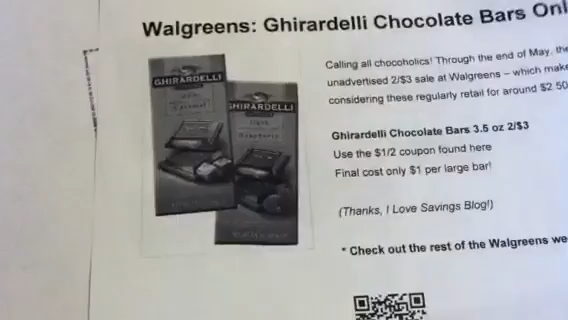 Walgreens: Ghirardelli Chocolate Bars Onl
Calling all chocoholics! Through the end of May, the
unadvertised 2/$3 sale at Walgreens – which make
considering these regularly retail for around $2.50
GHIRARDELLI
Caramel
GHIRARDELLI
Raspberry
Ghirardelli Chocolate Bars 3.5 oz 2/$3
Use the $1/2 coupon found here
Final cost only $1 per large bar!
(Thanks, I Love Savings Blog!)
* Check out the rest of the Walgreens we